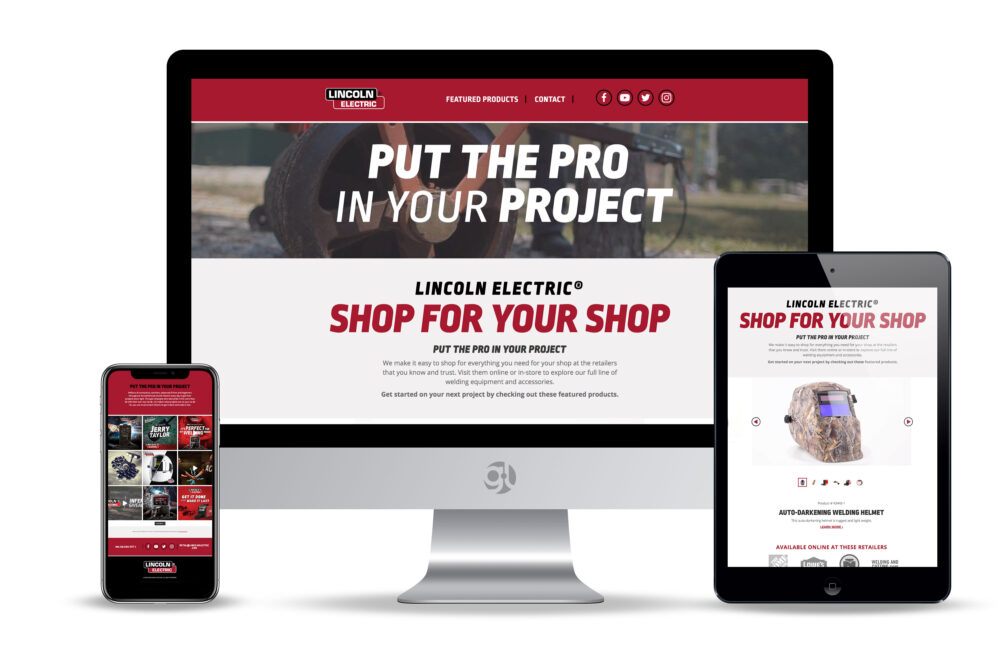 LINCOLN
ELECTRIC
FEATURED PRODUCTS | CONTACT |
PUT THE PRO
IN YOUR PROJECT
LINCOLN ELECTRIC®
SHOP FOR YOUR SHOP
PUT THE PRO IN YOUR PROJECT
We make it easy to shop for everything you need for your shop at the retailers
that you know and trust. Visit them online or in-store to explore our full line of
welding equipment and accessories.
Get started on your next project by checking out these featured products.
PUT THE PRO IN YOUR PROJECT
JERRY
TAYLOR
GET IT DONE
LINCOLN
ELECTRIC
LINCOLN ELECTRIC®
SHOP FOR YOUR SHOP
PUT THE PRO IN YOUR PROJECT
We make it easy to shop for everything you need for your shop at the retailers
that you know and trust. Visit them online or in-store to explore our full line of
welding equipment and accessories.
Get started on your next project by checking out these featured products.
AUTO-DARKENING WELDING HELMET
This auto-darkening helmet is rugged and light weight.
LEARN MORE
AVAILABLE ONLINE AT THESE RETAILERS
LOWE'S
WELDING AND